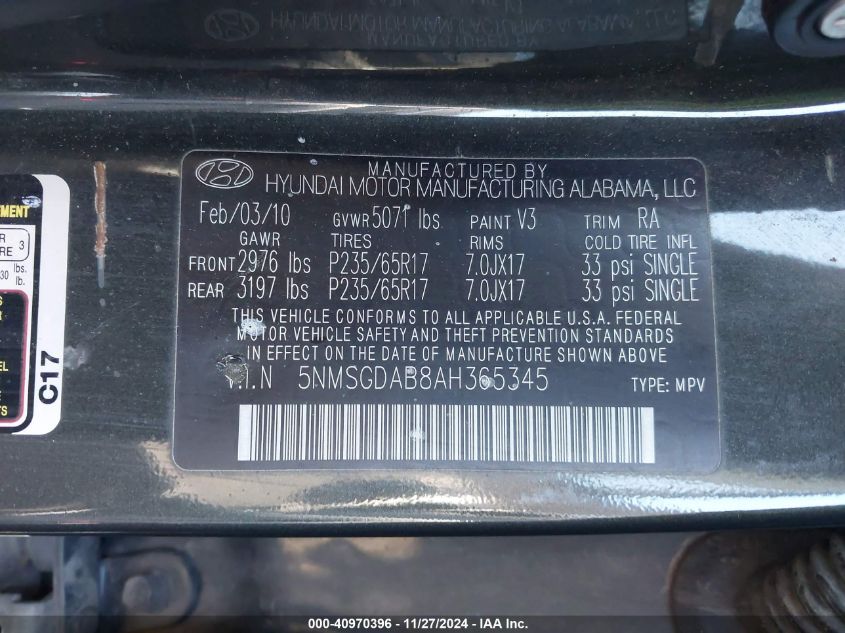 MANUFACTURED BY
HYUNDAI MOTOR MANUFACTURING ALABAMA, LLC
Feb/03/10 GVWR 5071 lbs PAINT V3 TRIM RA
GAWR TIRES RIMS COLD TIRE INFL
FRONT 2976 lbs P235/65R17 7.0JX17 33 psi SINGLE
REAR 3197 lbs P235/65R17 7.0JX17 33 psi SINGLE
THIS VEHICLE CONFORMS TO ALL APPLICABLE U.S.A. FEDERAL
MOTOR VEHICLE SAFETY AND THEFT PREVENTION STANDARDS
IN EFFECT ON THE DATE OF MANUFACTURE SHOWN ABOVE.
V.I.N 5NMSGDAB8AH365345 TYPE: MPV
3
lbs.
lb.
C17
000-40970396 - 11/27/2024 - IAA Inc.